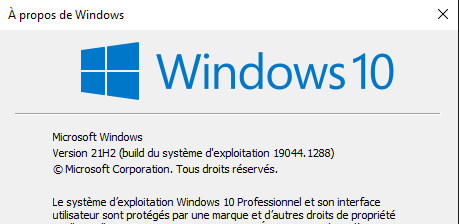 À propos de Windows
Windows 10
Microsoft Windows
Version 21H2 (build du système d'exploitation 19044.1288)
© Microsoft Corporation. Tous droits réservés.
Le système d’exploitation Windows 10 Professionnel et son interface
utilisateur sont protégés par une marque et d’autres droits de propriété